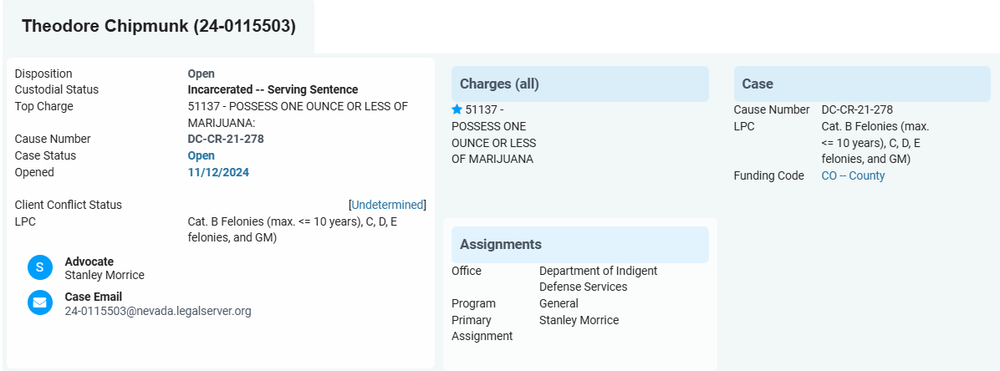 Theodore Chipmunk (24-0115503)
Disposition Open
Custodial Status Incarcerated -- Serving Sentence
Top Charge 51137 - POSSESS ONE OUNCE OR LESS OF
MARIJUANA:
Cause Number DC-CR-21-278
Case Status Open
Opened 11/12/2024
Client Conflict Status [Undetermined]
LPC Cat. B Felonies (max. <= 10 years), C, D, E
felonies, and GM)
S
Advocate
Stanley Morrice
Case Email
24-0115503@nevada.legalserver.org
Charges (all)
51137 -
POSSESS ONE
OUNCE OR LESS
OF MARIJUANA
Assignments
Office Department of Indigent
Defense Services
Program General
Primary Stanley Morrice
Assignment
Case
Cause Number DC-CR-21-278
LPC Cat. B Felonies (max.
<= 10 years), C, D, E
felonies, and GM)
Funding Code CO -- County